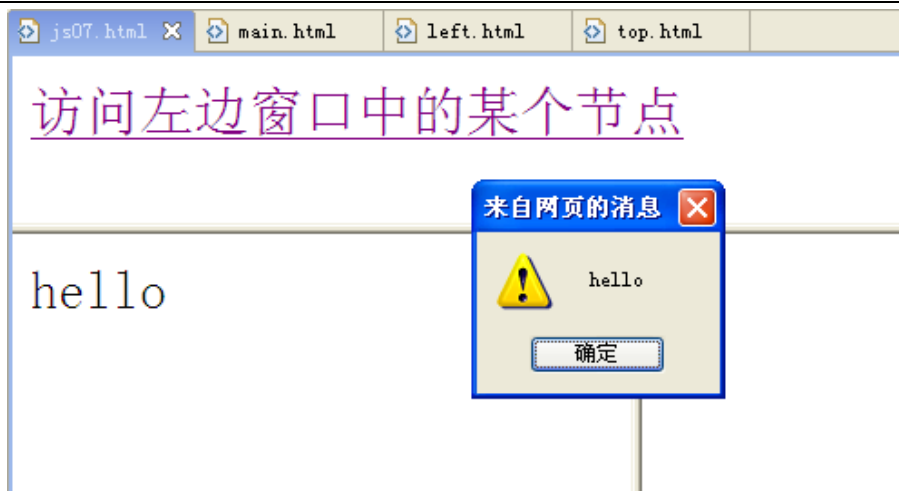 js07.html main.html left.html top.html
访问左边窗口中的某个节点
来自网页的消息
hello
hello
确定